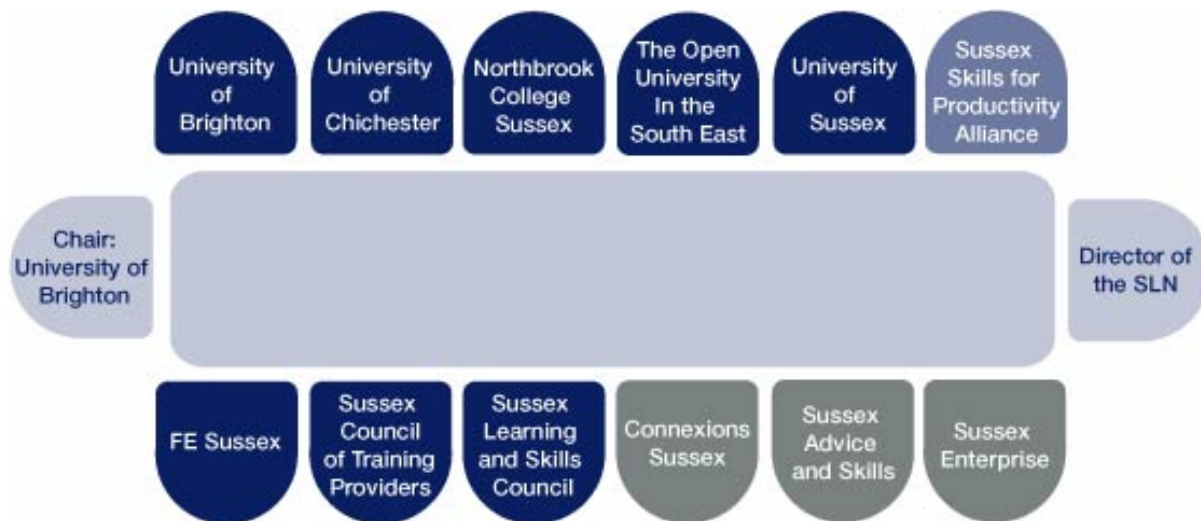 University
of
Brighton
University
of
Chichester
Northbrook
College
Sussex
The Open
University
In the
South East
University
of
Sussex
Sussex
Skills for
Productivity
Alliance
Chair:
University of
Brighton
Director of
the SLN
FE Sussex
Sussex
Council
of Training
Providers
Sussex
Learning
and Skills
Council
Connexions
Sussex
Sussex
Advice
and Skills
Sussex
Enterprise